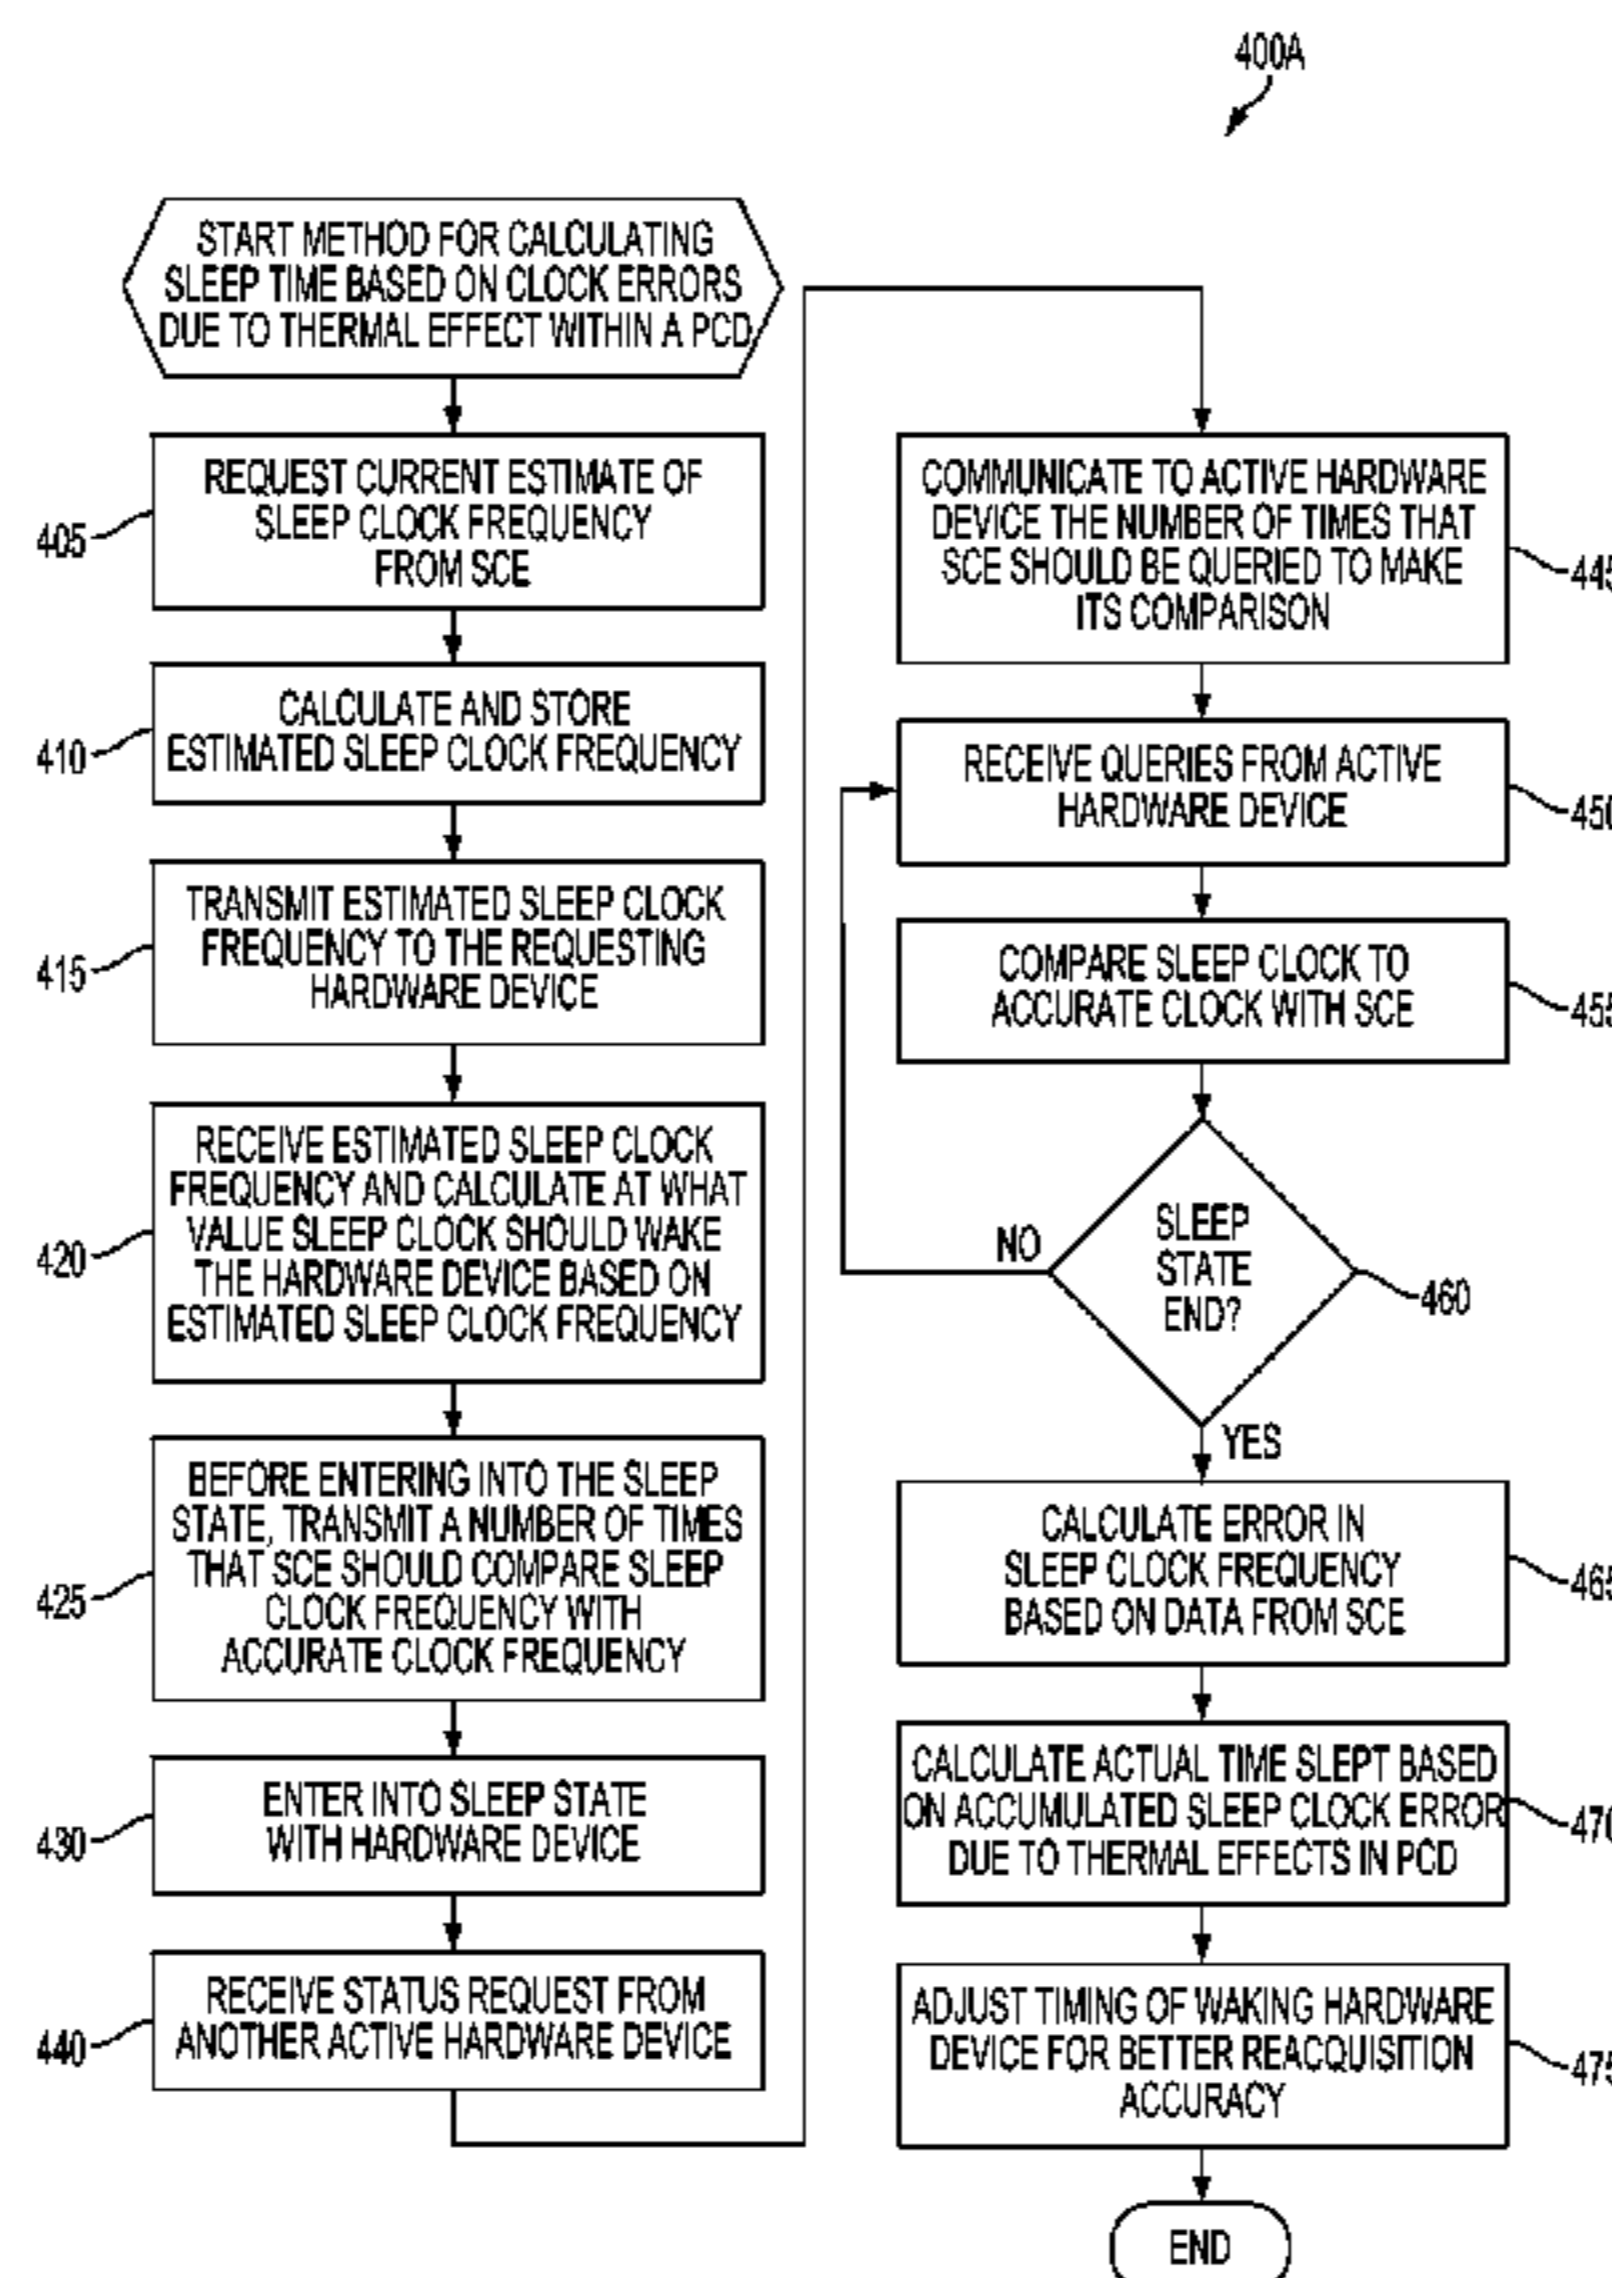 400A
START METHOD FOR CALCULATING
SLEEP TIME BASED ON CLOCK ERRORS
DUE TO THERMAL EFFECT WITHIN A PCD
REQUEST CURRENT ESTIMATE OF
SLEEP CLOCK FREQUENCY
FROM SCE
405
CALCULATE AND STORE
ESTIMATED SLEEP CLOCK FREQUENCY
410
TRANSMIT ESTIMATED SLEEP CLOCK
FREQUENCY TO THE REQUESTING
HARDWARE DEVICE
415
RECEIVE ESTIMATED SLEEP CLOCK
FREQUENCY AND CALCULATE AT WHAT
VALUE SLEEP CLOCK SHOULD WAKE
THE HARDWARE DEVICE BASED ON
ESTIMATED SLEEP CLOCK FREQUENCY
420
BEFORE ENTERING INTO THE SLEEP
STATE, TRANSMIT A NUMBER OF TIMES
THAT SCE SHOULD COMPARE SLEEP
CLOCK FREQUENCY WITH
ACCURATE CLOCK FREQUENCY
425
ENTER INTO SLEEP STATE
WITH HARDWARE DEVICE
430
RECEIVE STATUS REQUEST FROM
ANOTHER ACTIVE HARDWARE DEVICE
440
COMMUNICATE TO ACTIVE HARDWARE
DEVICE THE NUMBER OF TIMES THAT
SCE SHOULD BE QUERIED TO MAKE
ITS COMPARISON
445
RECEIVE QUERIES FROM ACTIVE
HARDWARE DEVICE
450
COMPARE SLEEP CLOCK TO
ACCURATE CLOCK WITH SCE
455
SLEEP
STATE
END?
NO
460
YES
CALCULATE ERROR IN
SLEEP CLOCK FREQUENCY
BASED ON DATA FROM SCE
465
CALCULATE ACTUAL TIME SLEPT BASED
ON ACCUMULATED SLEEP CLOCK ERROR
DUE TO THERMAL EFFECTS IN PCD
470
ADJUST TIMING OF WAKING HARDWARE
DEVICE FOR BETTER REACQUISITION
ACCURACY
475
END